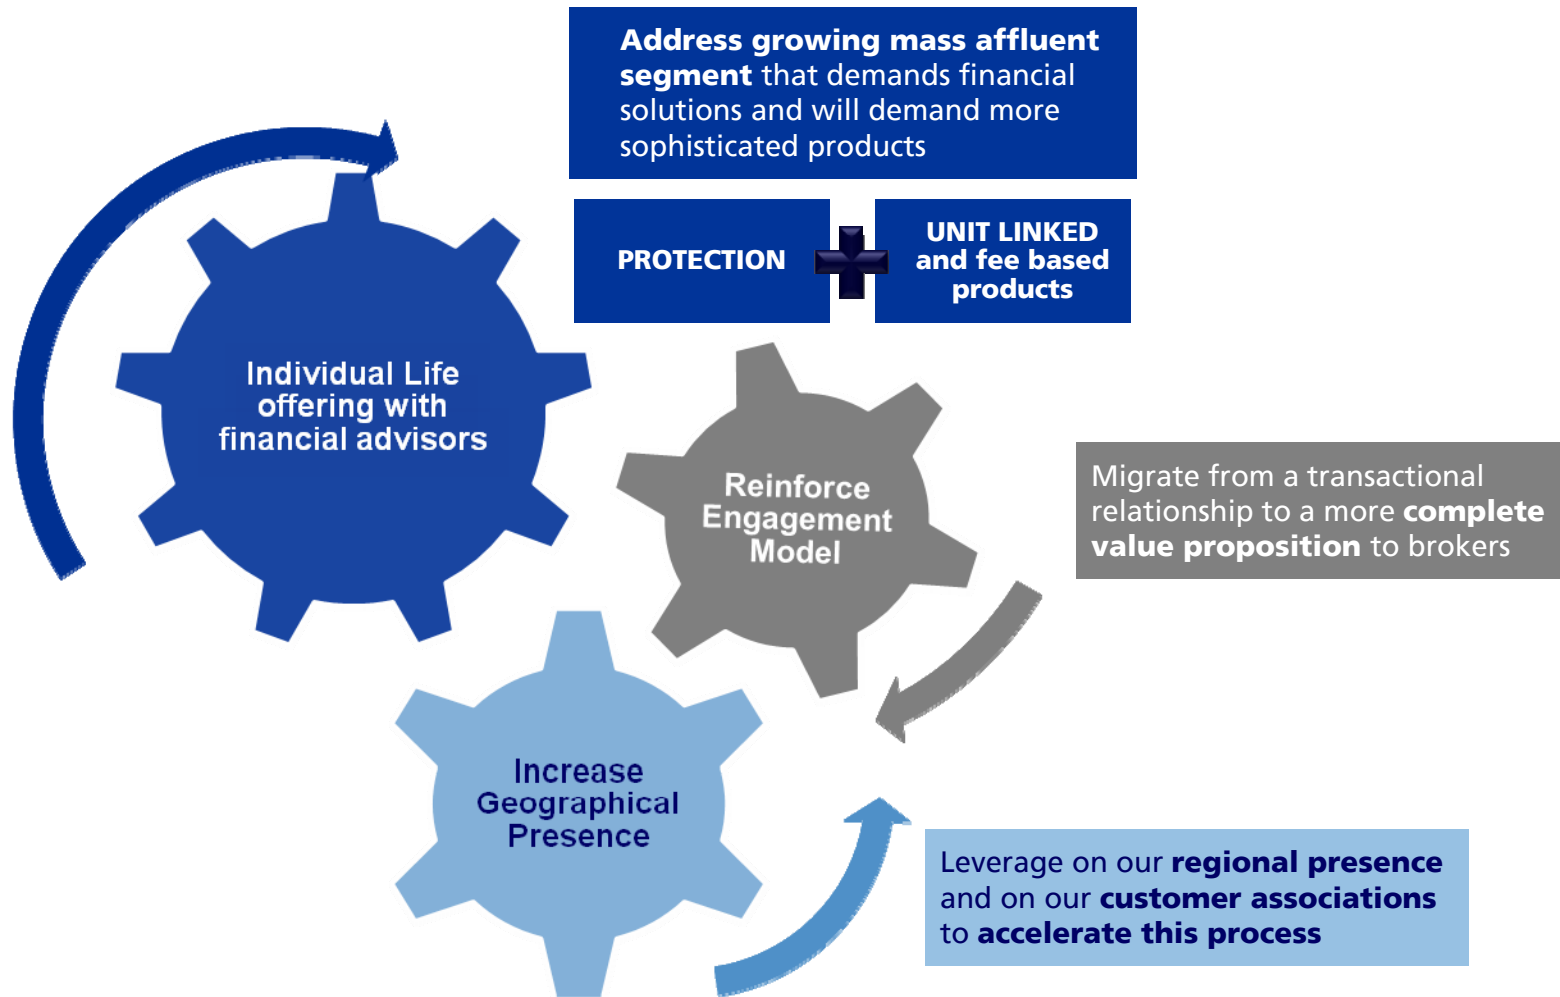 Address growing mass affluent
segment that demands financial
solutions and will demand more
sophisticated products
PROTECTION
UNIT LINKED
and fee based
products
Individual Life
offering with
financial advisors
Reinforce
Engagement
Model
Migrate from a transactional
relationship to a more complete
value proposition to brokers
Increase
Geographical
Presence
Leverage on our regional presence
and on our customer associations
to accelerate this process